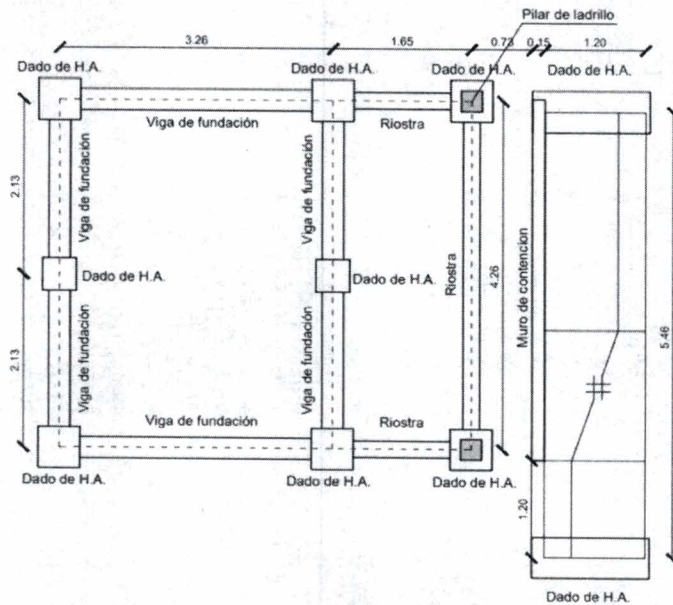 Pilar de ladrillo
3.26
1.65
0.73
0.15
1.20
Dado de H.A.
Dado de H.A.
Dado de H.A.
Dado de H.A.
Viga de fundación
Riostra
2.13
Viga de fundación
Viga de fundación
Dado de H.A.
Dado de H.A.
Riostra
4.26
Muro de contencion
5.46
2.13
Viga de fundación
Viga de fundación
Viga de fundación
Riostra
Dado de H.A.
Dado de H.A.
Dado de H.A.
1.20
Dado de H.A.